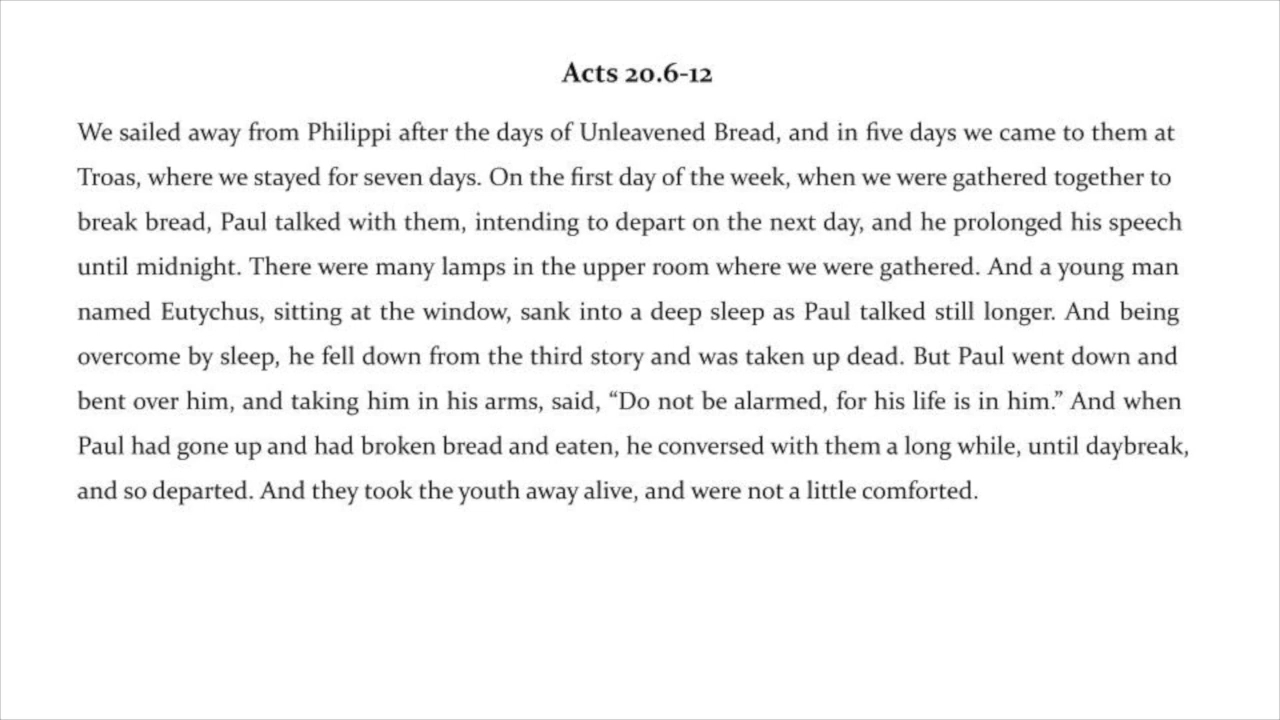 Acts 20.6-12
We sailed away from Philippi after the days of Unleavened Bread, and in five days we came to them at
Troas, where we stayed for seven days. On the first day of the week, when we were gathered together to
break bread, Paul talked with them, intending to depart on the next day, and he prolonged his speech
until midnight. There were many lamps in the upper room where we were gathered. And a young man
named Eutychus, sitting at the window, sank into a deep sleep as Paul talked still longer. And being
overcome by sleep, he fell down from the third story and was taken up dead. But Paul went down and
bent over him, and taking him in his arms, said, “Do not be alarmed, for his life is in him.” And when
Paul had gone up and had broken bread and eaten, he conversed with them a long while, until daybreak,
and so departed. And they took the youth away alive, and were not a little comforted.